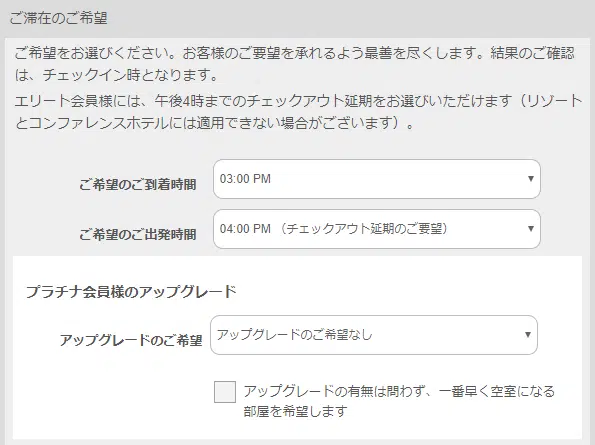 ご滞在のご希望
ご希望をお選びください。お客様のご要望を承れるよう最善を尽くします。結果のご確認
は、チェックイン時となります。
エリート会員様には、午後4時までのチェックアウト延期をお選びいただけます（リゾート
とコンファレンスホテルには適用できない場合がございます）。
ご希望のご到着時間 03:00 PM
ご希望のご出発時間 04:00 PM （チェックアウト延期のご要望）
プラチナ会員様のアップグレード
アップグレードのご希望 アップグレードのご希望なし
アップグレードの有無は問わず、一番早く空室になる
部屋を希望します